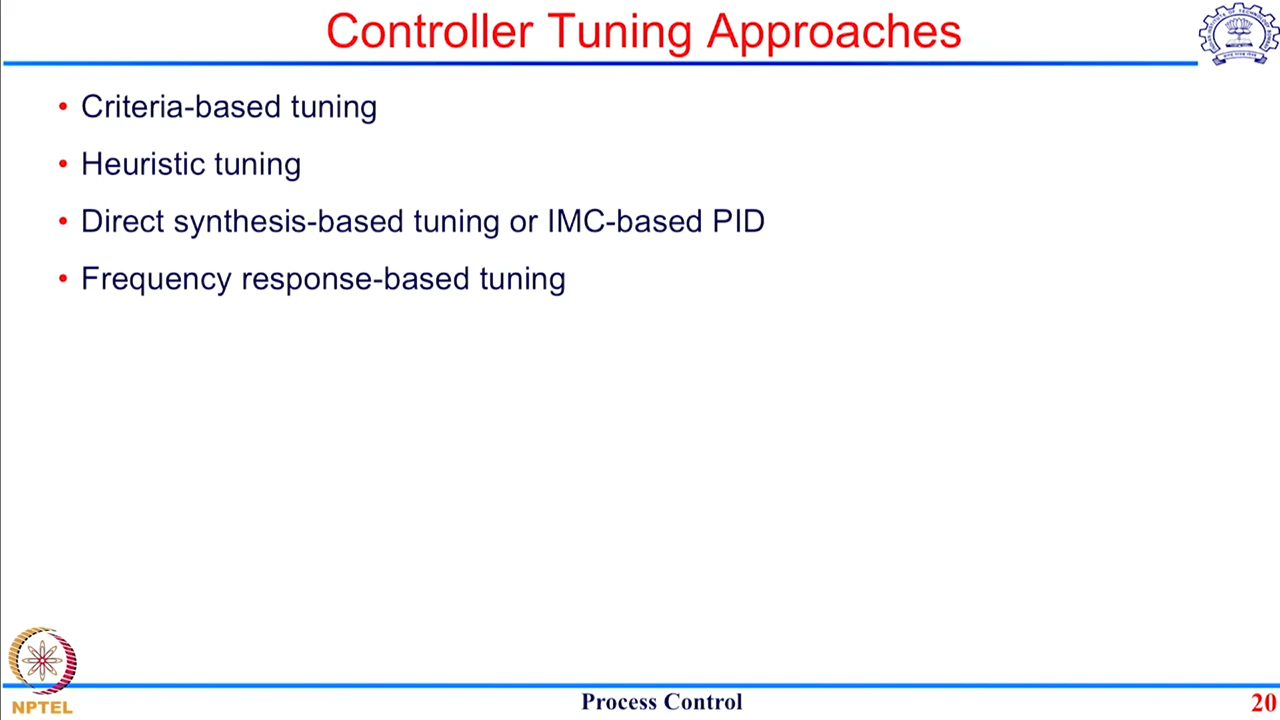 Controller Tuning Approaches
• Criteria-based tuning
• Heuristic tuning
• Direct synthesis-based tuning or IMC-based PID
• Frequency response-based tuning
NPTEL
Process Control
20